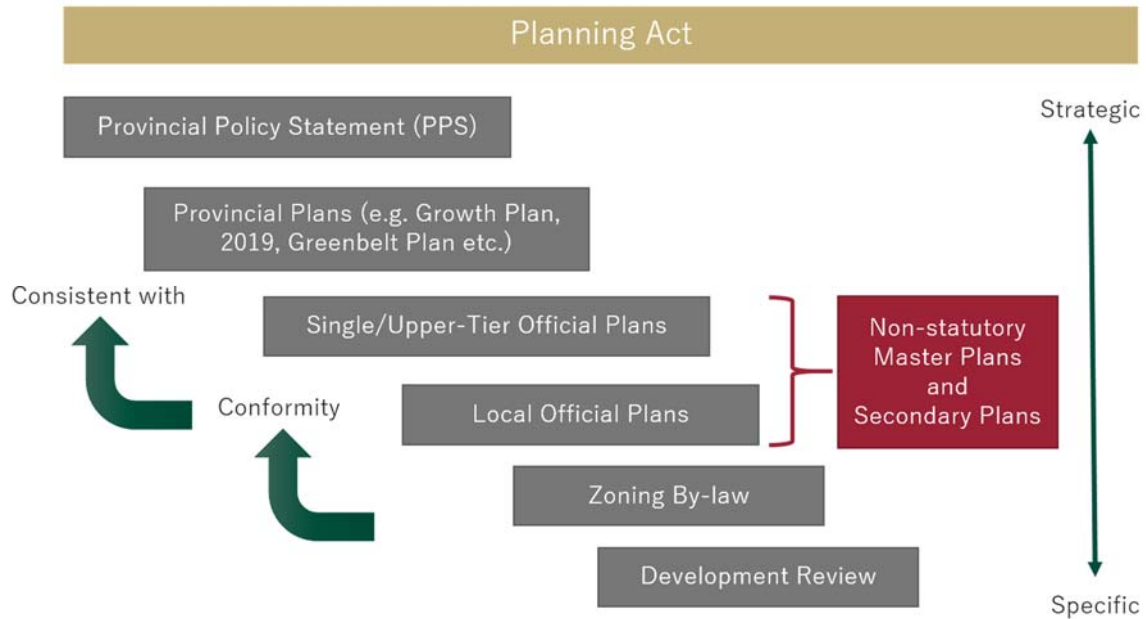 Planning Act
Provincial Policy Statement (PPS)
Strategic
Provincial Plans (e.g. Growth Plan,
2019, Greenbelt Plan etc.)
Consistent with
Single/Upper-Tier Official Plans
Non-statutory
Master Plans
and
Secondary Plans
Conformity
Local Official Plans
Zoning By-law
Development Review
Specific